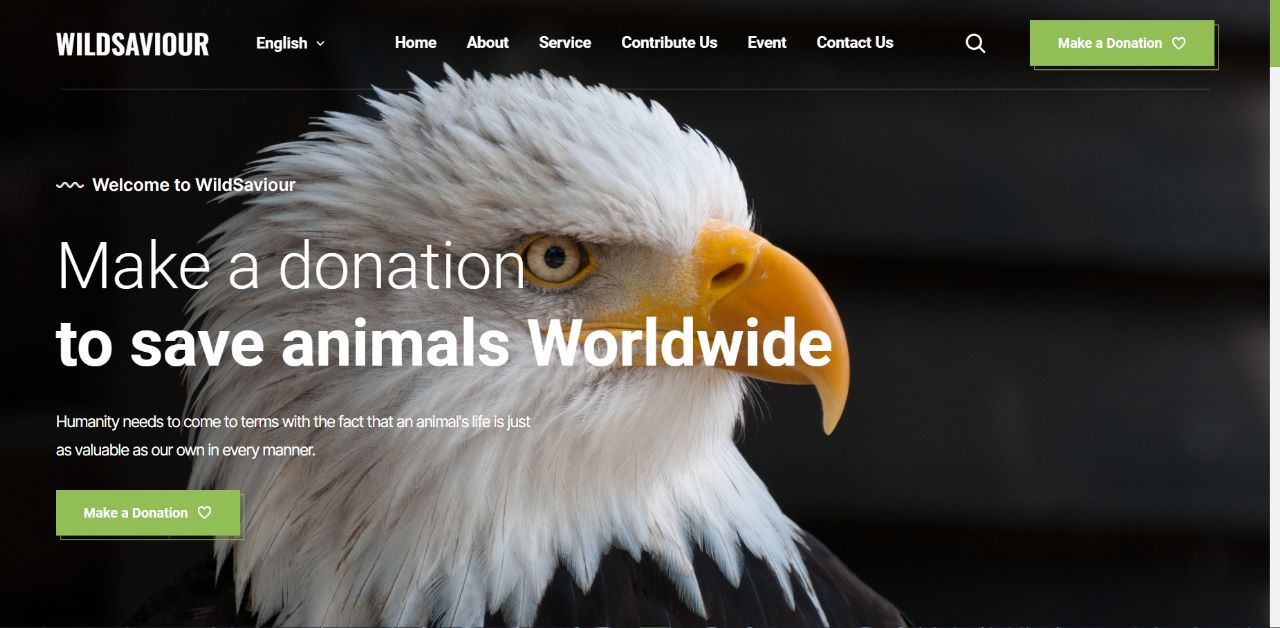 WILDSAVIOUR English Home About Service Contribute Us Event Contact Us Make a Donation
Welcome to WildSaviour
Make a donation
to save animals Worldwide
Humanity needs to come to terms with the fact that an animal's life is just
as valuable as our own in every manner.
Make a Donation